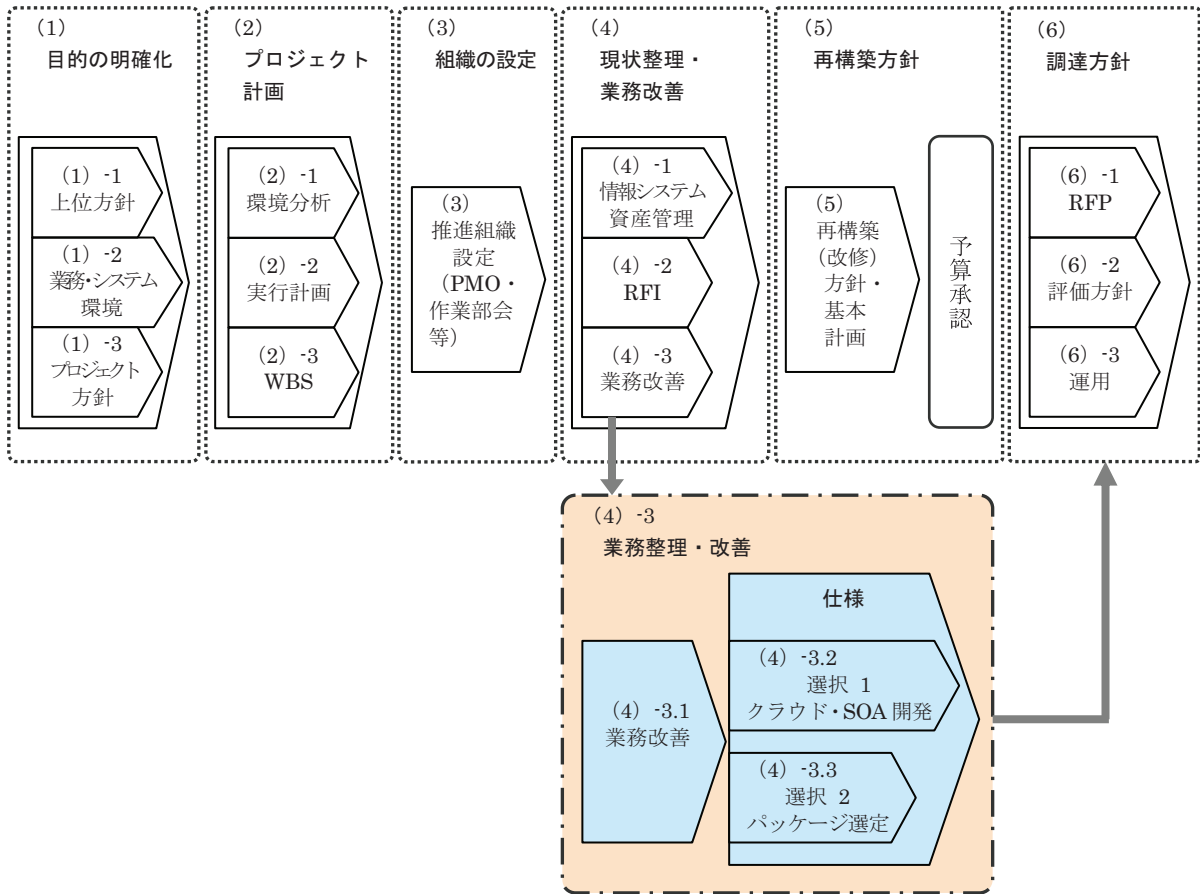 (1)
目的の明確化
(1) -1
上位方針
(1) -2
業務・システム
環境
(1) -3
プロジェクト
方針
(2)
プロジェクト
計画
(2) -1
環境分析
(2) -2
実行計画
(2) -3
WBS
(3)
組織の設定
(3)
推進組織
設定
(PMO・
作業部会
等)
(4)
現状整理・
業務改善
(4) -1
情報システム
資産管理
(4) -2
RFI
(4) -3
業務改善
(5)
再構築方針
(5)
再構築
(改修)
方針・
基本
計画
予算承認
(6)
調達方針
(6) -1
RFP
(6) -2
評価方針
(6) -3
運用
(4) -3
業務整理・改善
(4) -3.1
業務改善
仕様
(4) -3.2
選択 1
クラウド・SOA 開発
(4) -3.3
選択 2
パッケージ選定